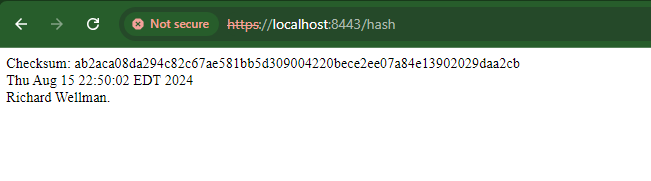 Not secure https://localhost:8443/hash
Checksum: ab2aca08da294c82c67ae581bb5d309004220bece2ee07a84e13902029daa2cb
Thu Aug 15 22:50:02 EDT 2024
Richard Wellman.